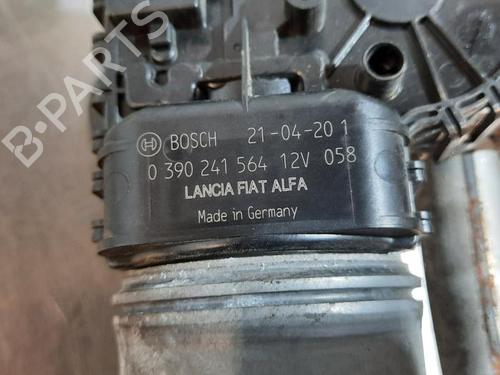 BOSCH 21-04-20 1
0 390 241 564 12V 058
LANCIA FIAT ALFA
Made in Germany
B-PARTS